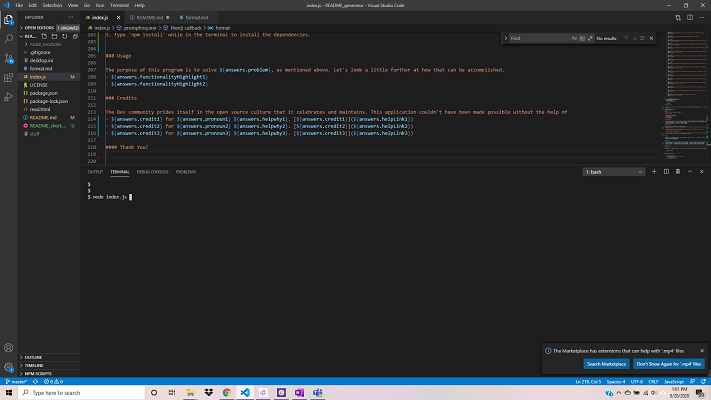 File Edit Selection View Go Run Terminal Help
index.js - README_generator - Visual Studio Code
EXPLORER
OPEN EDITORS 1 UNSAVED
node_modules
.gitignore
desktop.ini
format.md
index.js M
LICENSE
package.json
package-lock.json
readit.html
README.md
README_short...
stuff
OUTLINE
TIMELINE
NPM SCRIPTS
index.js
README.md
format.md
index.js > promptInquirer > then() callback > format
Find
No results
202 3. Type 'npm install' while in the terminal to install the dependencies.
203
204
205 ### Usage
206
207 The purpose of this program is to solve ${answers.problem}, as mentioned above. Let's look a little further at how that can be accomplished.
208 - ${answers.functionalityHighlight1}
209 - ${answers.functionalityHighlight2}
210
211 ### Credits
212
213 The Dev community prides itself in the open source culture that it celebrates and maintains. This application couldn't have been made possible without the help of
214 - ${answers.credit1} for ${answers.pronoun1} ${answers.helpwhy1}. [${answers.credit1}](${answers.helpLink1})
215 - ${answers.credit2} for ${answers.pronoun2} ${answers.helpwhy2}. [${answers.credit2}](${answers.helpLink2})
216 - ${answers.credit3} for ${answers.pronoun3} ${answers.helpwhy3}. [${answers.credit3}](${answers.helpLink3})
217
218 #### Thank You!
219
220
OUTPUT TERMINAL DEBUG CONSOLE PROBLEMS
1: bash
$
$
$ node index.js
The Marketplace has extensions that can help with '.mp4' files
Search Marketplace
Don't Show Again for '.mp4' files
master* 0 0
Ln 219, Col 5 Spaces: 4 UTF-8 CRLF JavaScript
Type here to search
1:01 PM
8/20/2020